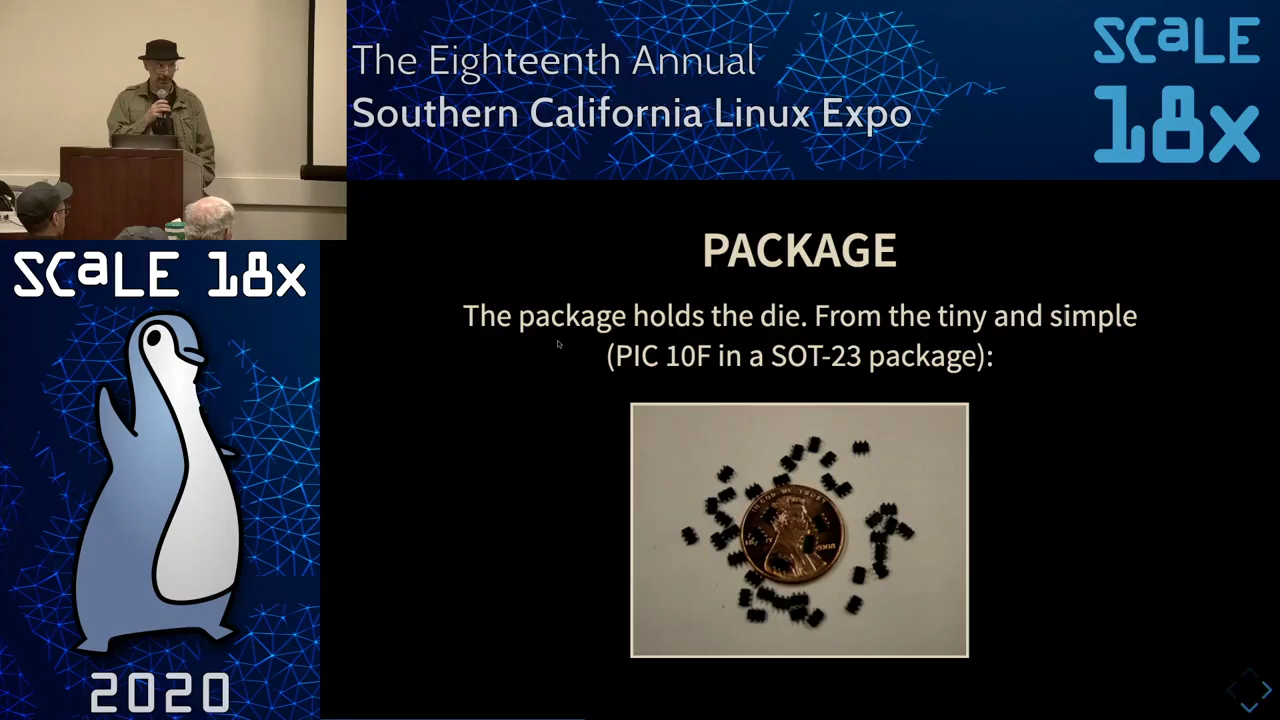 The Eighteenth Annual
Southern California Linux Expo
SCaLE
18x
SCaLE 18x
2020
PACKAGE
The package holds the die. From the tiny and simple
(PIC 10F in a SOT-23 package):